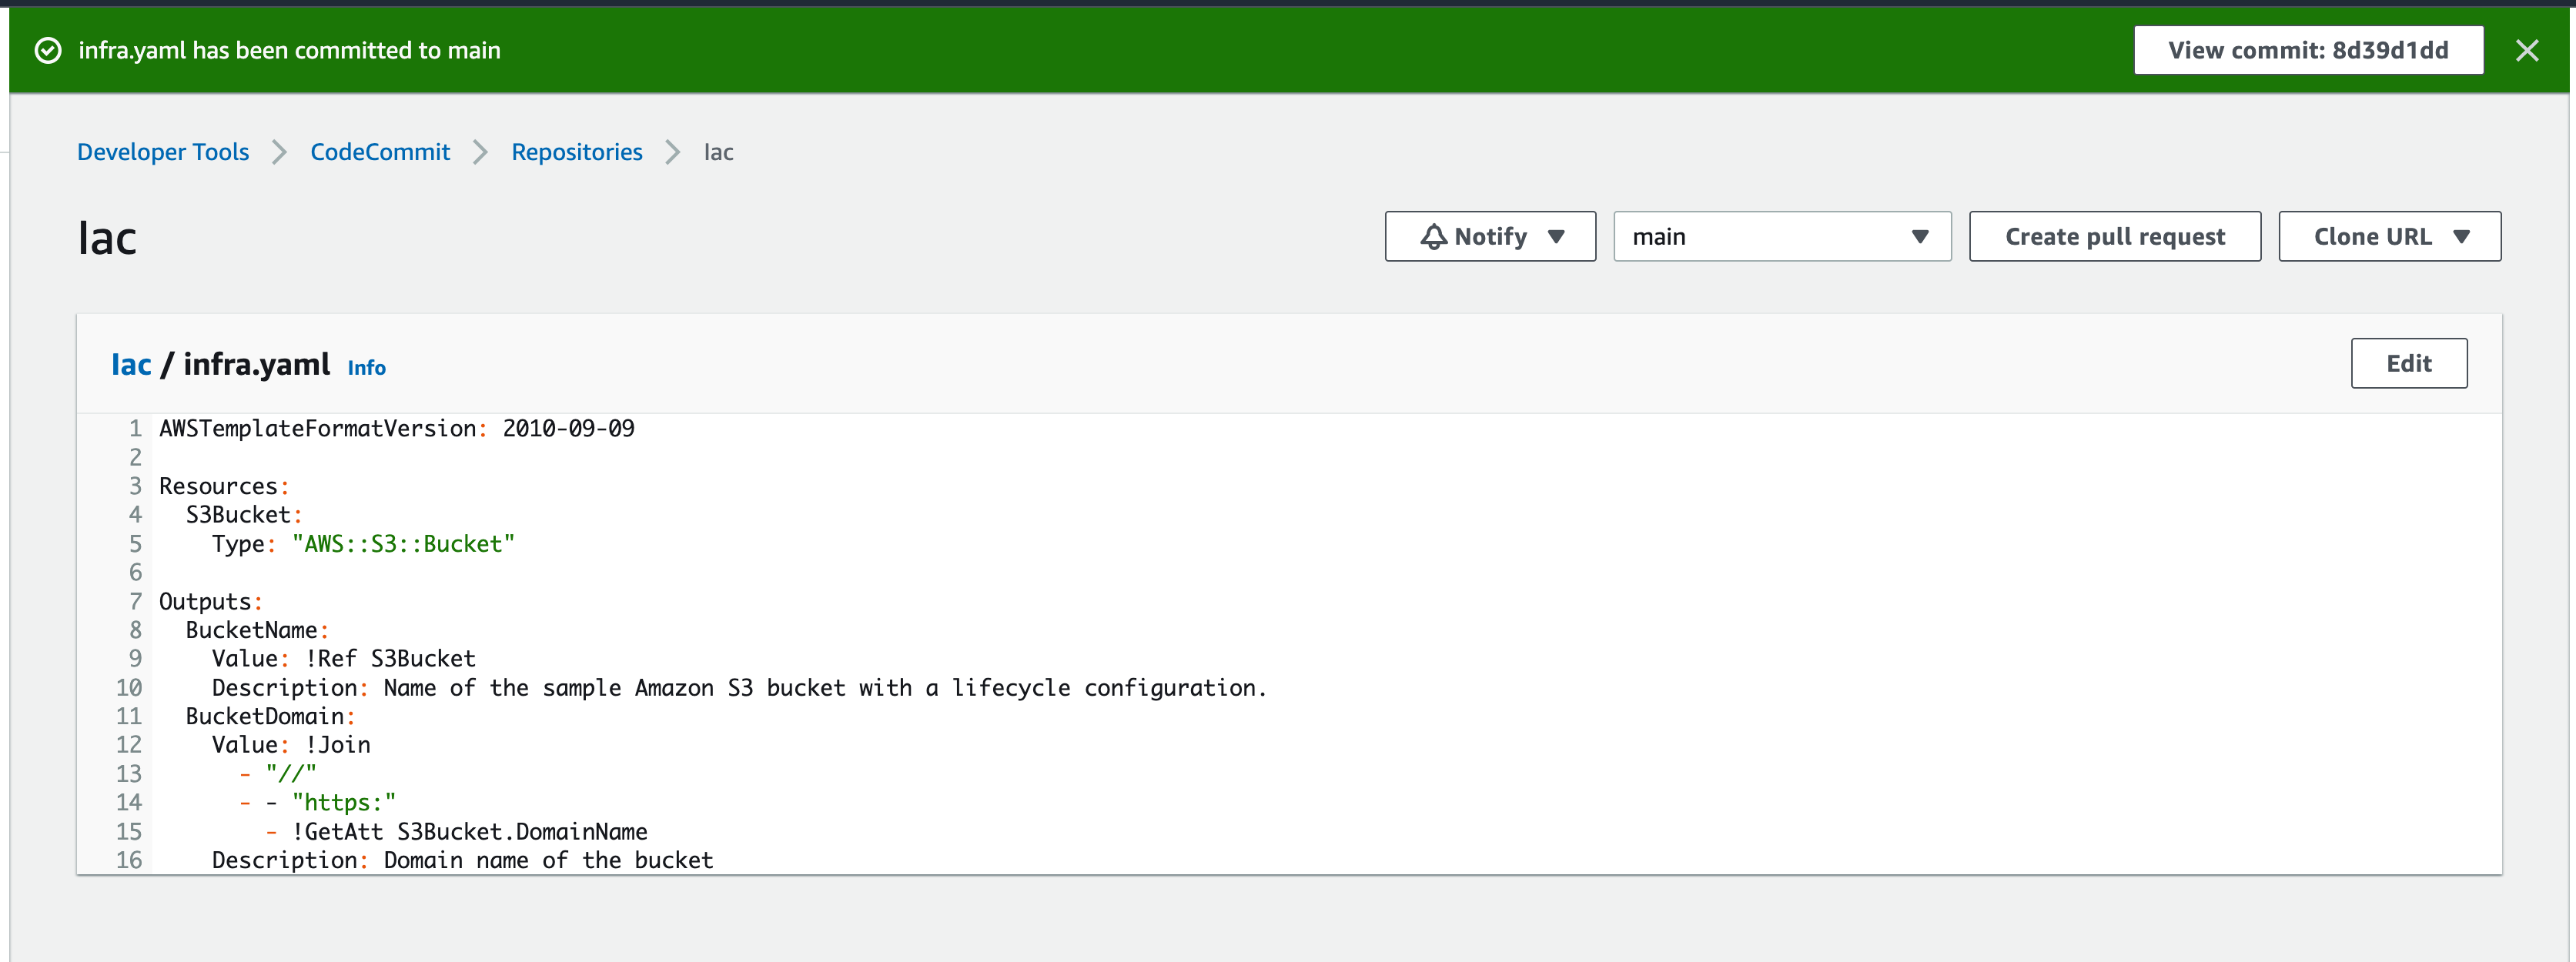 infra.yaml has been committed to main
View commit: 8d39d1dd
Developer Tools > CodeCommit > Repositories > Iac
Iac
Notify
main
Create pull request
Clone URL
Iac / infra.yaml Info
Edit
1 AWSTemplateFormatVersion: 2010-09-09
2
3 Resources:
4   S3Bucket:
5     Type: "AWS::S3::Bucket"
6
7 Outputs:
8   BucketName:
9     Value: !Ref S3Bucket
10     Description: Name of the sample Amazon S3 bucket with a lifecycle configuration.
11   BucketDomain:
12     Value: !Join
13       - "//"
14       - - "https:"
15         - !GetAtt S3Bucket.DomainName
16     Description: Domain name of the bucket